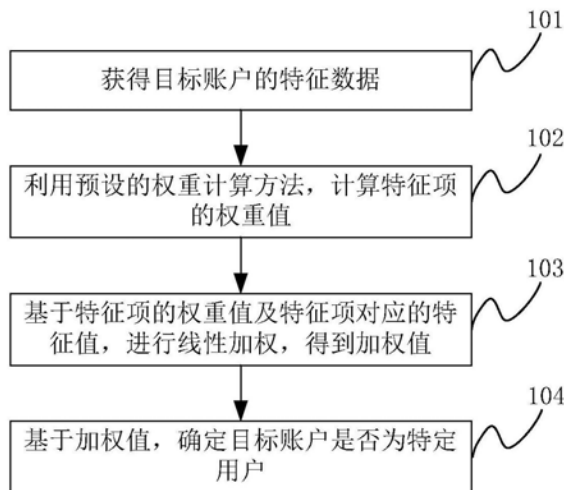 101
获得目标账户的特征数据
102
利用预设的权重计算方法，计算特征项
的权重值
103
基于特征项的权重值及特征项对应的特
征值，进行线性加权，得到加权值
104
基于加权值，确定目标账户是否为特定
用户